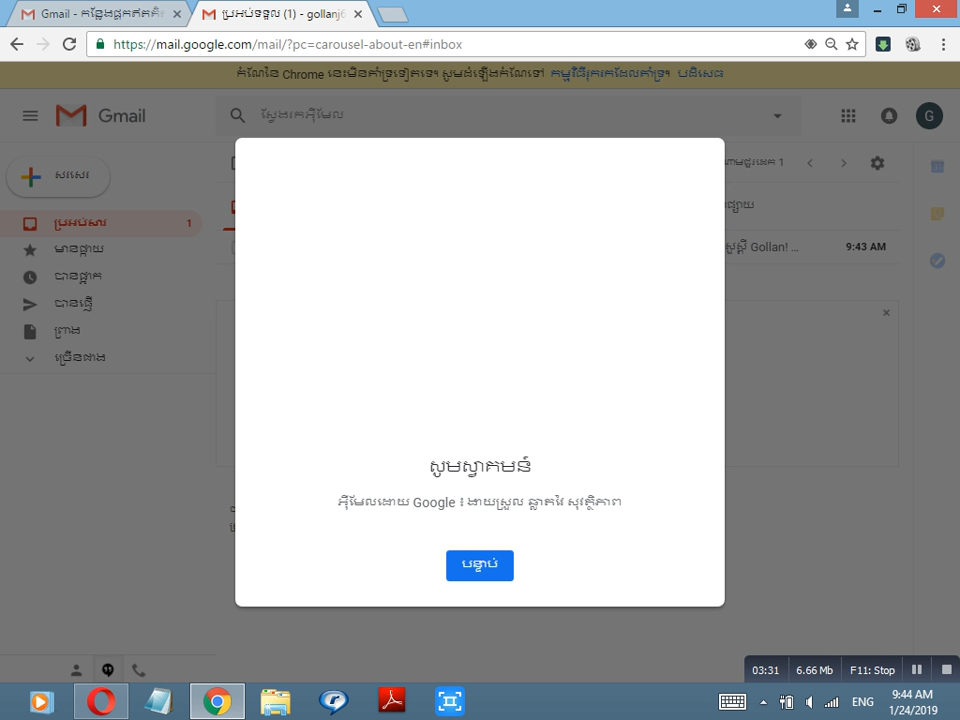 Gmail - កន្លែងផ្ទុកឥតគិត
ប្រអប់ទទួល (1) - gollanj6
https://mail.google.com/mail/?pc=carousel-about-en#inbox
កំណែនៃ Chrome នេះមិនគាំទ្រទៀតទេ។ សូមដំឡើងកំណែទៅ កម្មវិធីរុករកដែលគាំទ្រ។ បដិសេធ
Gmail
ស្វែងរកអ៊ីមែល
G
សរសេរ
ប្រអប់សារ 1
មានផ្កាយ
បានផ្អាក
បានផ្ញើ
ព្រាង
ច្រើនជាង
សួស្តី Gollan! ...
9:43 AM
សូមស្វាគមន៍
អ៊ីមែលដោយ Google ៖ ងាយស្រួល ឆ្លាតវៃ សុវត្ថិភាព
បន្ទាប់
03:31
6.66 Mb
F11: Stop
ENG
9:44 AM
1/24/2019